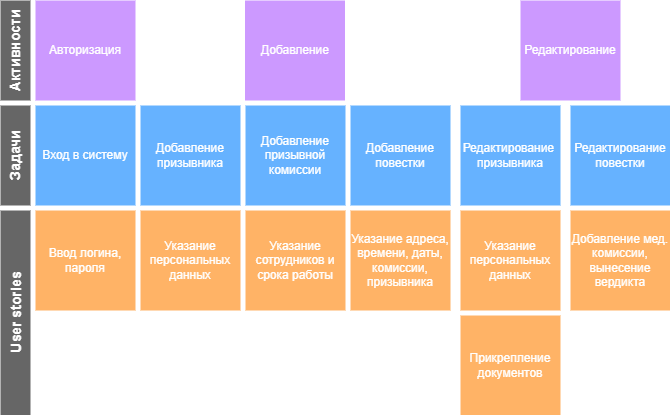 Активности
Авторизация
Добавление
Редактирование
Задачи
Вход в систему
Добавление
призывника
Добавление
призывной
комиссии
Добавление
повестки
Редактирование
призывника
Редактирование
повестки
User stories
Ввод логина,
пароля
Указание
персональных
данных
Указание
сотрудников и
срока работы
Указание адреса,
времени, даты,
комиссии,
призывника
Указание
персональных
данных
Добавление мед.
комиссии,
вынесение
вердикта
Прикрепление
документов